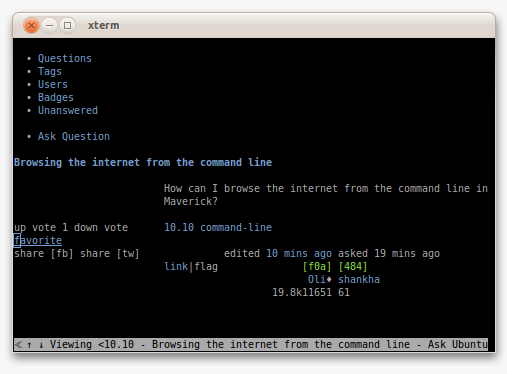 xterm
• Questions
• Tags
• Users
• Badges
• Unanswered
• Ask Question
Browsing the internet from the command line
How can I browse the internet from the command line in
Maverick?
up vote 1 down vote 10.10 command-line
favorite
share [fb] share [tw] edited 10 mins ago asked 19 mins ago
link|flag [f0a] [484]
Oli♦ shankha
19.8k11651 61
≪ ↑ ↓ Viewing <10.10 - Browsing the internet from the command line - Ask Ubuntu